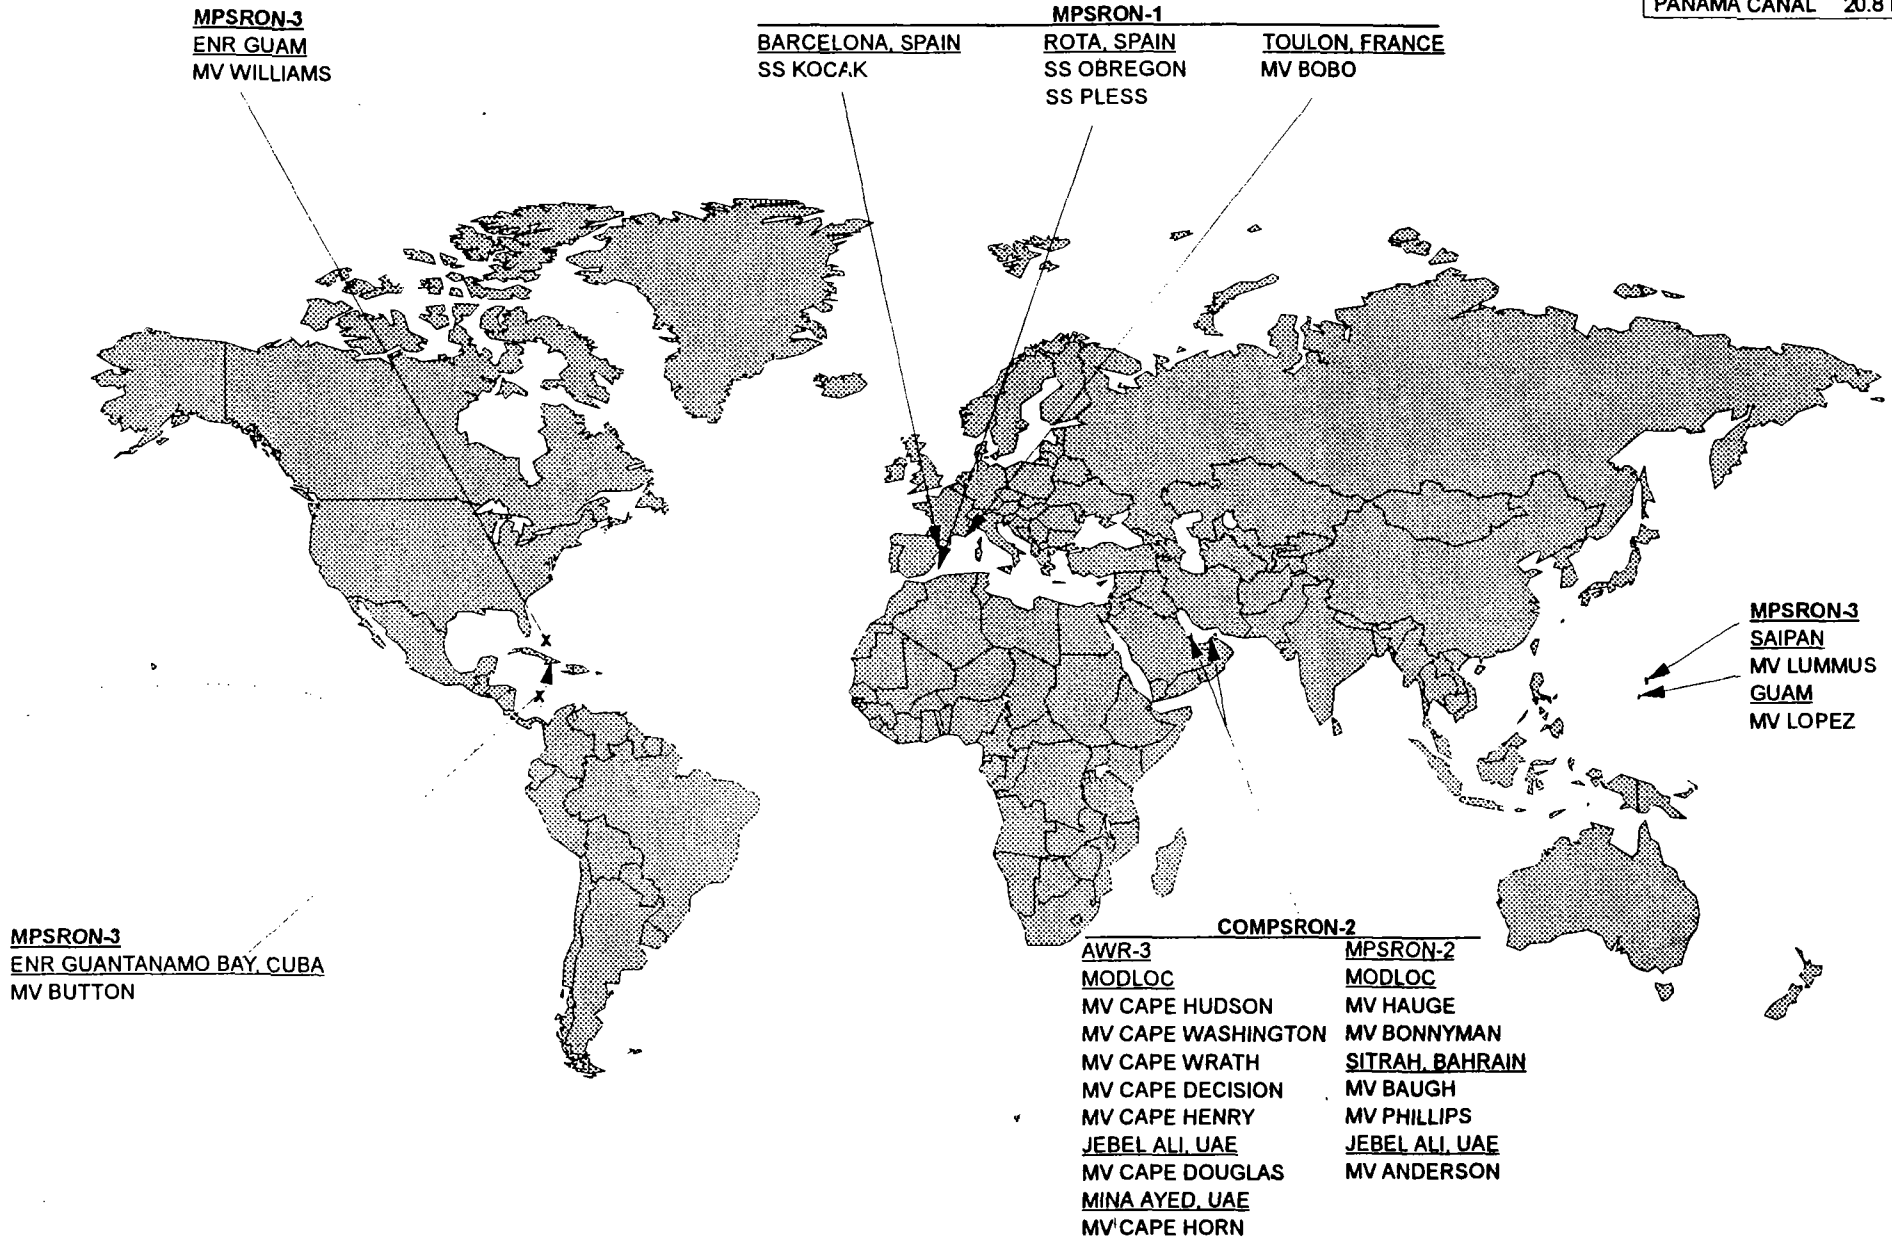 MPSRON-3
ENR GUAM
MV WILLIAMS
MPSRON-1
BARCELONA, SPAIN
SS KOCAK
ROTA, SPAIN
SS OBREGON
SS PLESS
TOULON, FRANCE
MV BOBO
PANAMA CANAL 20.8
MPSRON-3
SAIPAN
MV LUMMUS
GUAM
MV LOPEZ
X
X
MPSRON-3
ENR GUANTANAMO BAY, CUBA
MV BUTTON
COMPSRON-2
AWR-3
MODLOC
MV CAPE HUDSON
MV CAPE WASHINGTON
MV CAPE WRATH
MV CAPE DECISION
MV CAPE HENRY
JEBEL ALI, UAE
MV CAPE DOUGLAS
MINA AYED, UAE
MV CAPE HORN
MPSRON-2
MODLOC
MV HAUGE
MV BONNYMAN
SITRAH, BAHRAIN
MV BAUGH
MV PHILLIPS
JEBEL ALI, UAE
MV ANDERSON